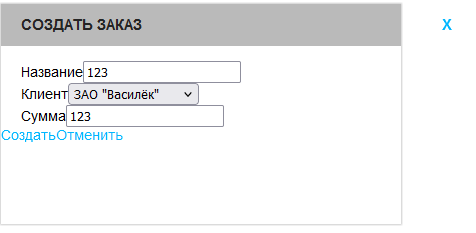 СОЗДАТЬ ЗАКАЗ X
Название 123
Клиент ЗАО "Василёк"
Сумма 123
СоздатьОтменить